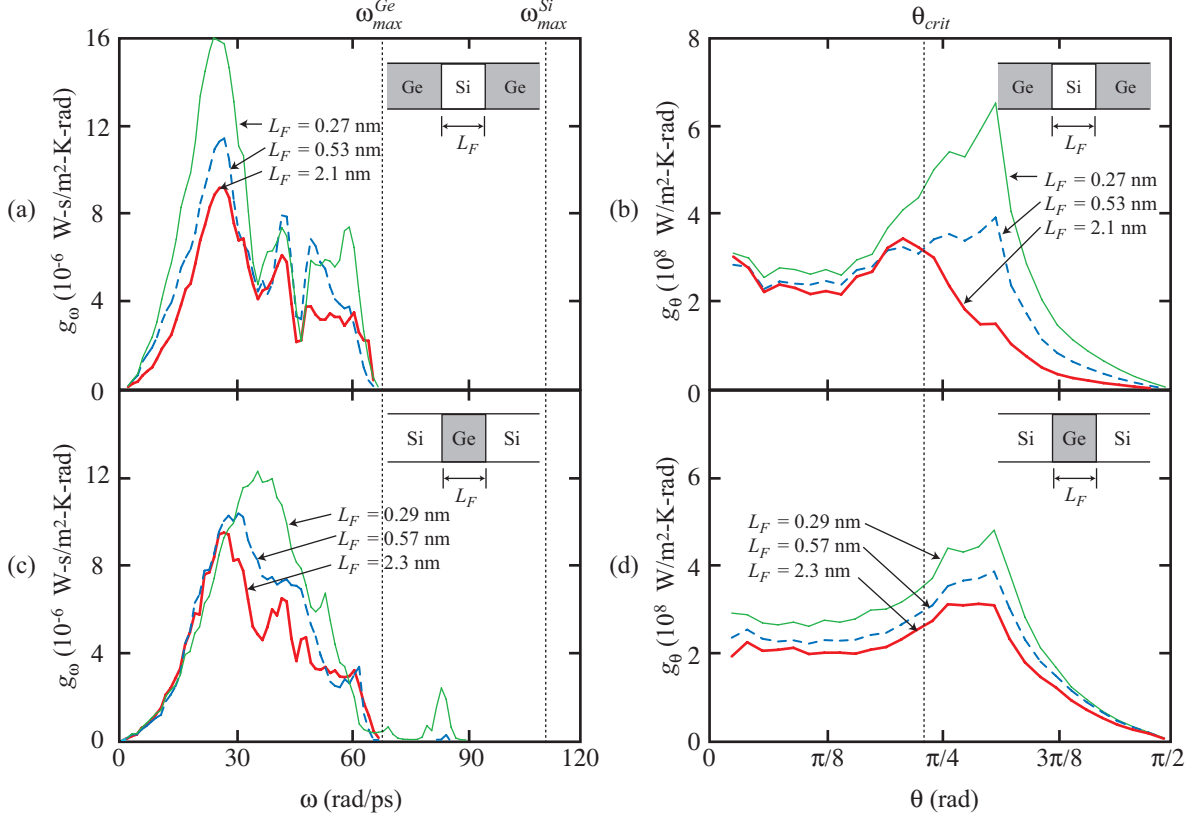 ω_max^Ge
ω_max^Si
θ_crit
(a)
g_ω (10^-6 W-s/m²-K-rad)
16
12
8
4
0
L_F = 0.27 nm
L_F = 0.53 nm
L_F = 2.1 nm
Ge Si Ge
L_F
(b)
g_θ (10^8 W/m²-K-rad)
8
6
4
2
0
L_F = 0.27 nm
L_F = 0.53 nm
L_F = 2.1 nm
Ge Si Ge
L_F
(c)
g_ω (10^-6 W-s/m²-K-rad)
12
8
4
0
L_F = 0.29 nm
L_F = 0.57 nm
L_F = 2.3 nm
Si Ge Si
L_F
0 30 60 90 120
ω (rad/ps)
(d)
g_θ (10^8 W/m²-K-rad)
6
4
2
0
L_F = 0.29 nm
L_F = 0.57 nm
L_F = 2.3 nm
Si Ge Si
L_F
0 π/8 π/4 3π/8 π/2
θ (rad)